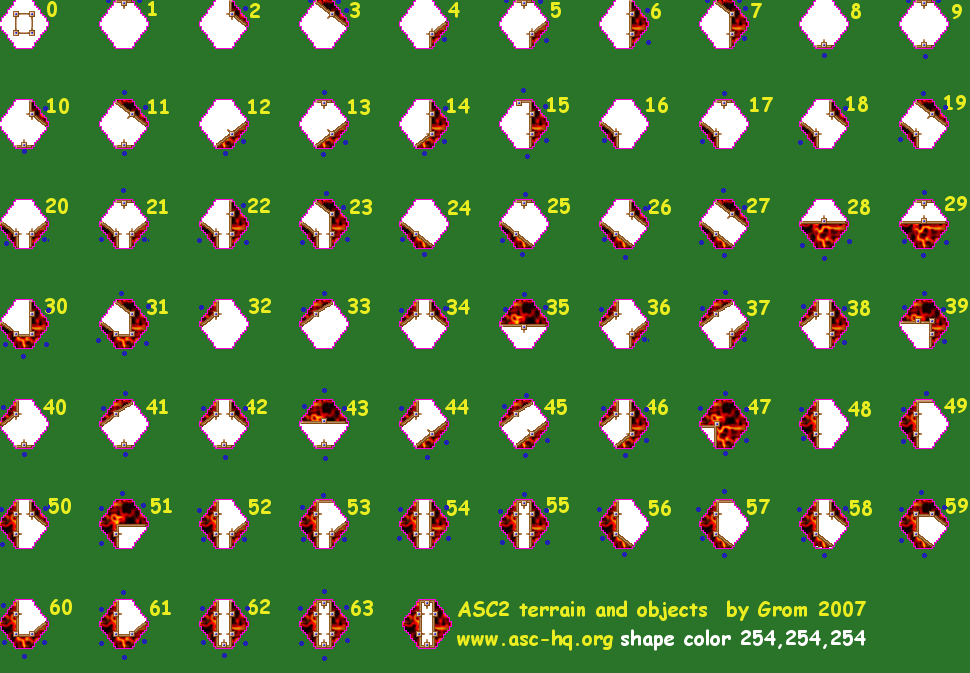 0 1 2 3 4 5 6 7 8 9
10 11 12 13 14 15 16 17 18 19
20 21 22 23 24 25 26 27 28 29
30 31 32 33 34 35 36 37 38 39
40 41 42 43 44 45 46 47 48 49
50 51 52 53 54 55 56 57 58 59
60 61 62 63 ASC2 terrain and objects by Grom 2007
www.asc-hq.org shape color 254,254,254